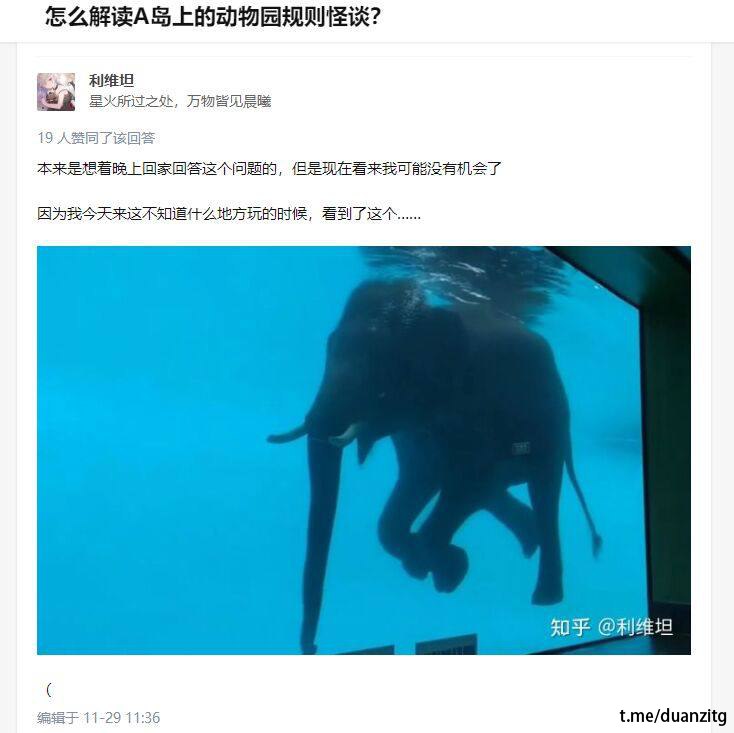 怎么解读A岛上的动物园规则怪谈?
利维坦
星火所过之处，万物皆见晨曦
19 人赞同了该回答
本来是想着晚上回家回答这个问题的，但是现在看来我可能没有机会了
因为我今天来这不知道什么地方玩的时候，看到了这个……
知乎 @利维坦
（
编辑于 11-29 11:36
t.me/duanzitg